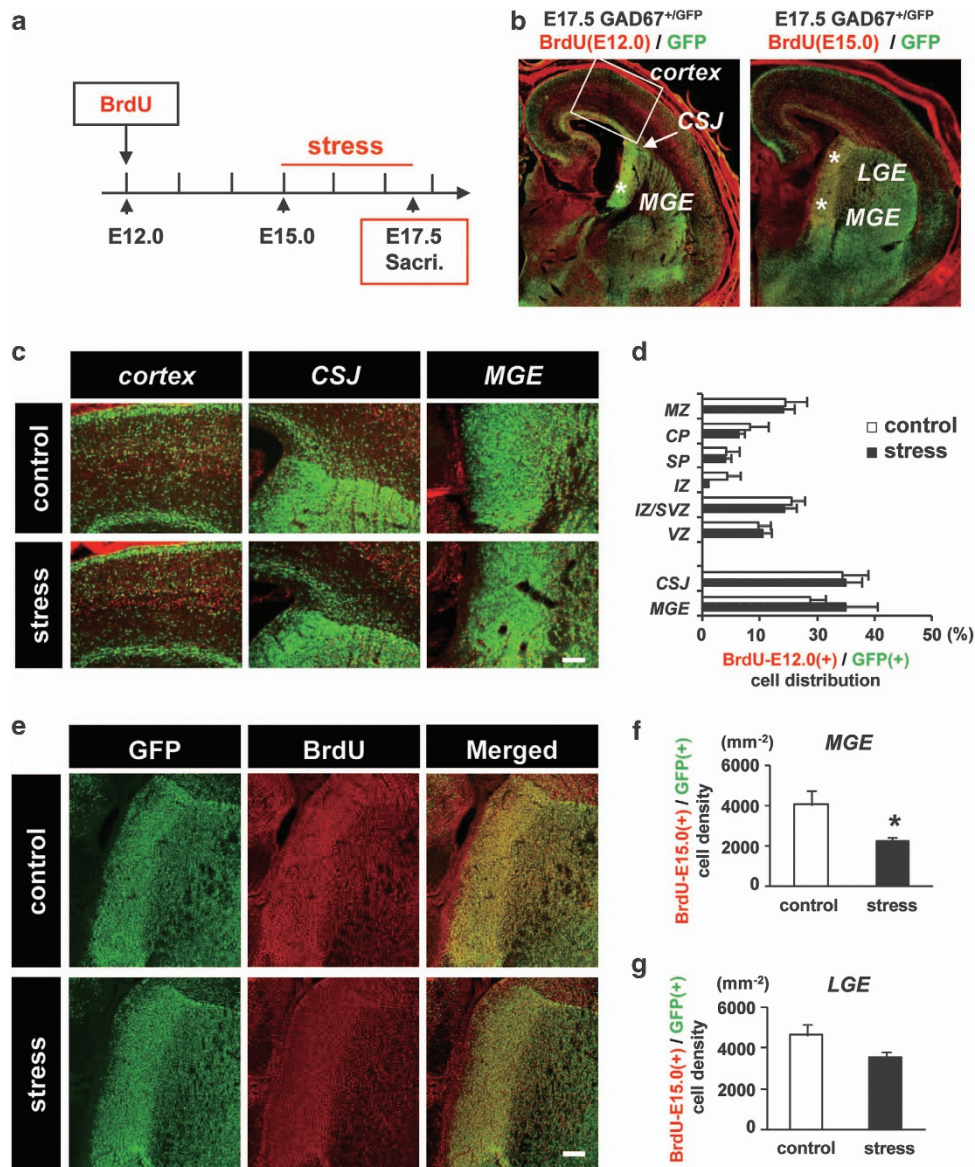 a
BrdU
stress
E12.0
E15.0
E17.5
Sacri.
b
E17.5 GAD67+/GFP
BrdU(E12.0) / GFP
cortex
CSJ
*
MGE
E17.5 GAD67+/GFP
BrdU(E15.0) / GFP
*
LGE
*
MGE
c
cortex
CSJ
MGE
control
stress
d
MZ
CP
SP
IZ
IZ/SVZ
VZ
CSJ
MGE
control
stress
0
10
30
40
50 (%)
BrdU-E12.0(+) / GFP(+)
cell distribution
e
GFP
BrdU
Merged
control
stress
f
(mm-2)
MGE
BrdU-E15.0(+) / GFP(+)
cell density
6000
4000
2000
0
*
control
stress
g
(mm-2)
LGE
BrdU-E15.0(+) / GFP(+)
cell density
6000
4000
2000
0
control
stress